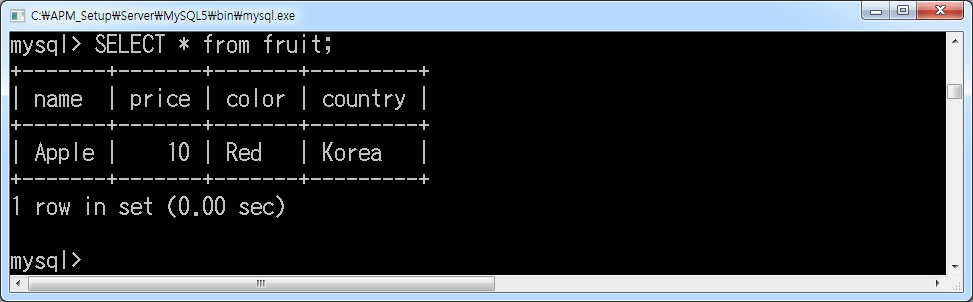 C:₩APM_Setup₩Server₩MySQL5₩bin₩mysql.exe
mysql> SELECT * from fruit;
+-------+-------+-------+---------+
| name  | price | color | country |
+-------+-------+-------+---------+
| Apple |    10 | Red   | Korea   |
+-------+-------+-------+---------+
1 row in set (0.00 sec)
mysql>